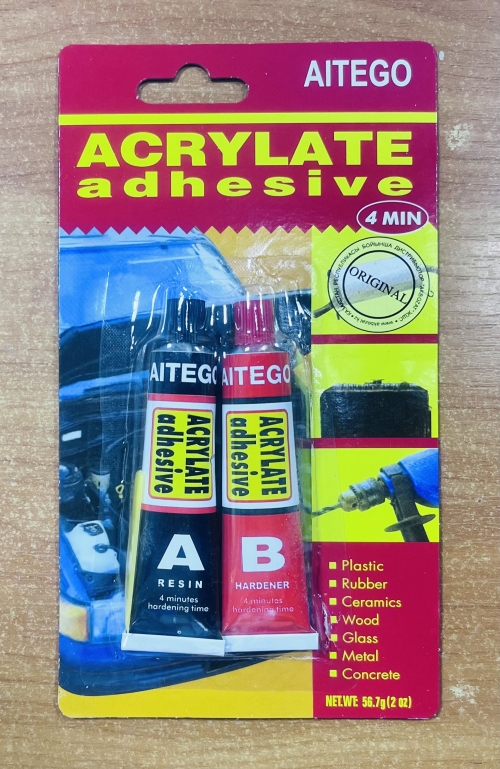 AITEGO
ACRYLATE
adhesive
4 MIN
ORIGINAL
AITEGO
ACRYLATE
adhesive
A
RESIN
4 minutes
hardening time
AITEGO
ACRYLATE
adhesive
B
HARDENER
4 minutes
hardening time
Plastic
Rubber
Ceramics
Wood
Glass
Metal
Concrete
NET.WT: 56.7g (2 oz)